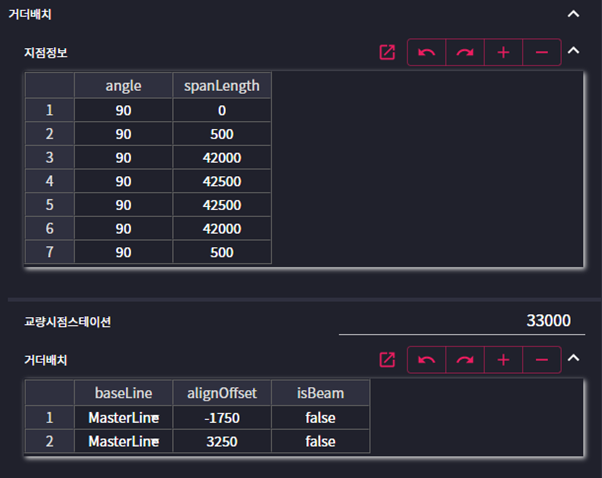 거더배치
지점정보
angle spanLength
1 90 0
2 90 500
3 90 42000
4 90 42500
5 90 42500
6 90 42000
7 90 500
교량시점스테이션 33000
거더배치
baseLine alignOffset isBeam
1 MasterLine -1750 false
2 MasterLine 3250 false